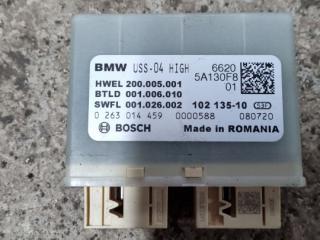 BMW USS-04 HIGH 6620
5A130F8
HWEL 200.005.001 01
BTLD 001.006.010
SWFL 001.026.002 102 135-10
0 263 014 459 0000588 080720
BOSCH Made in ROMANIA